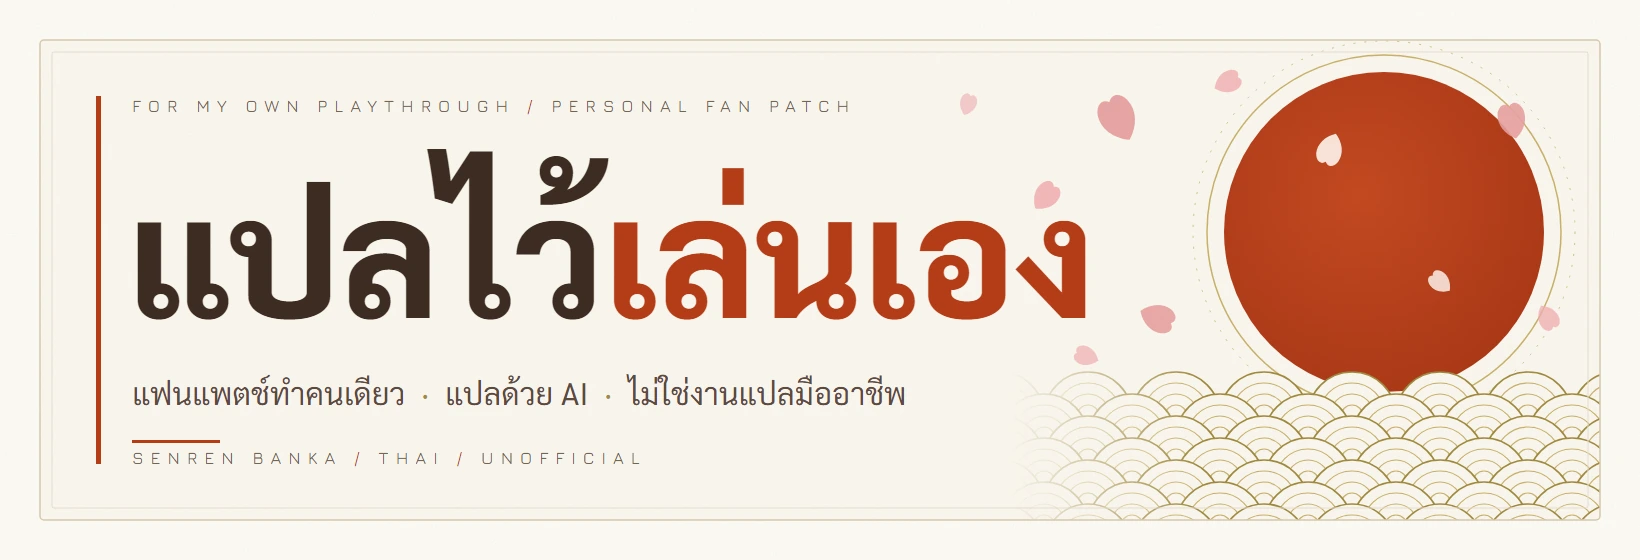 FOR MY OWN PLAYTHROUGH / PERSONAL FAN PATCH
แปลไว้เล่นเอง
แฟนแพตช์ทำคนเดียว · แปลด้วย AI · ไม่ใช่งานแปลมืออาชีพ
SENREN BANKA / THAI / UNOFFICIAL